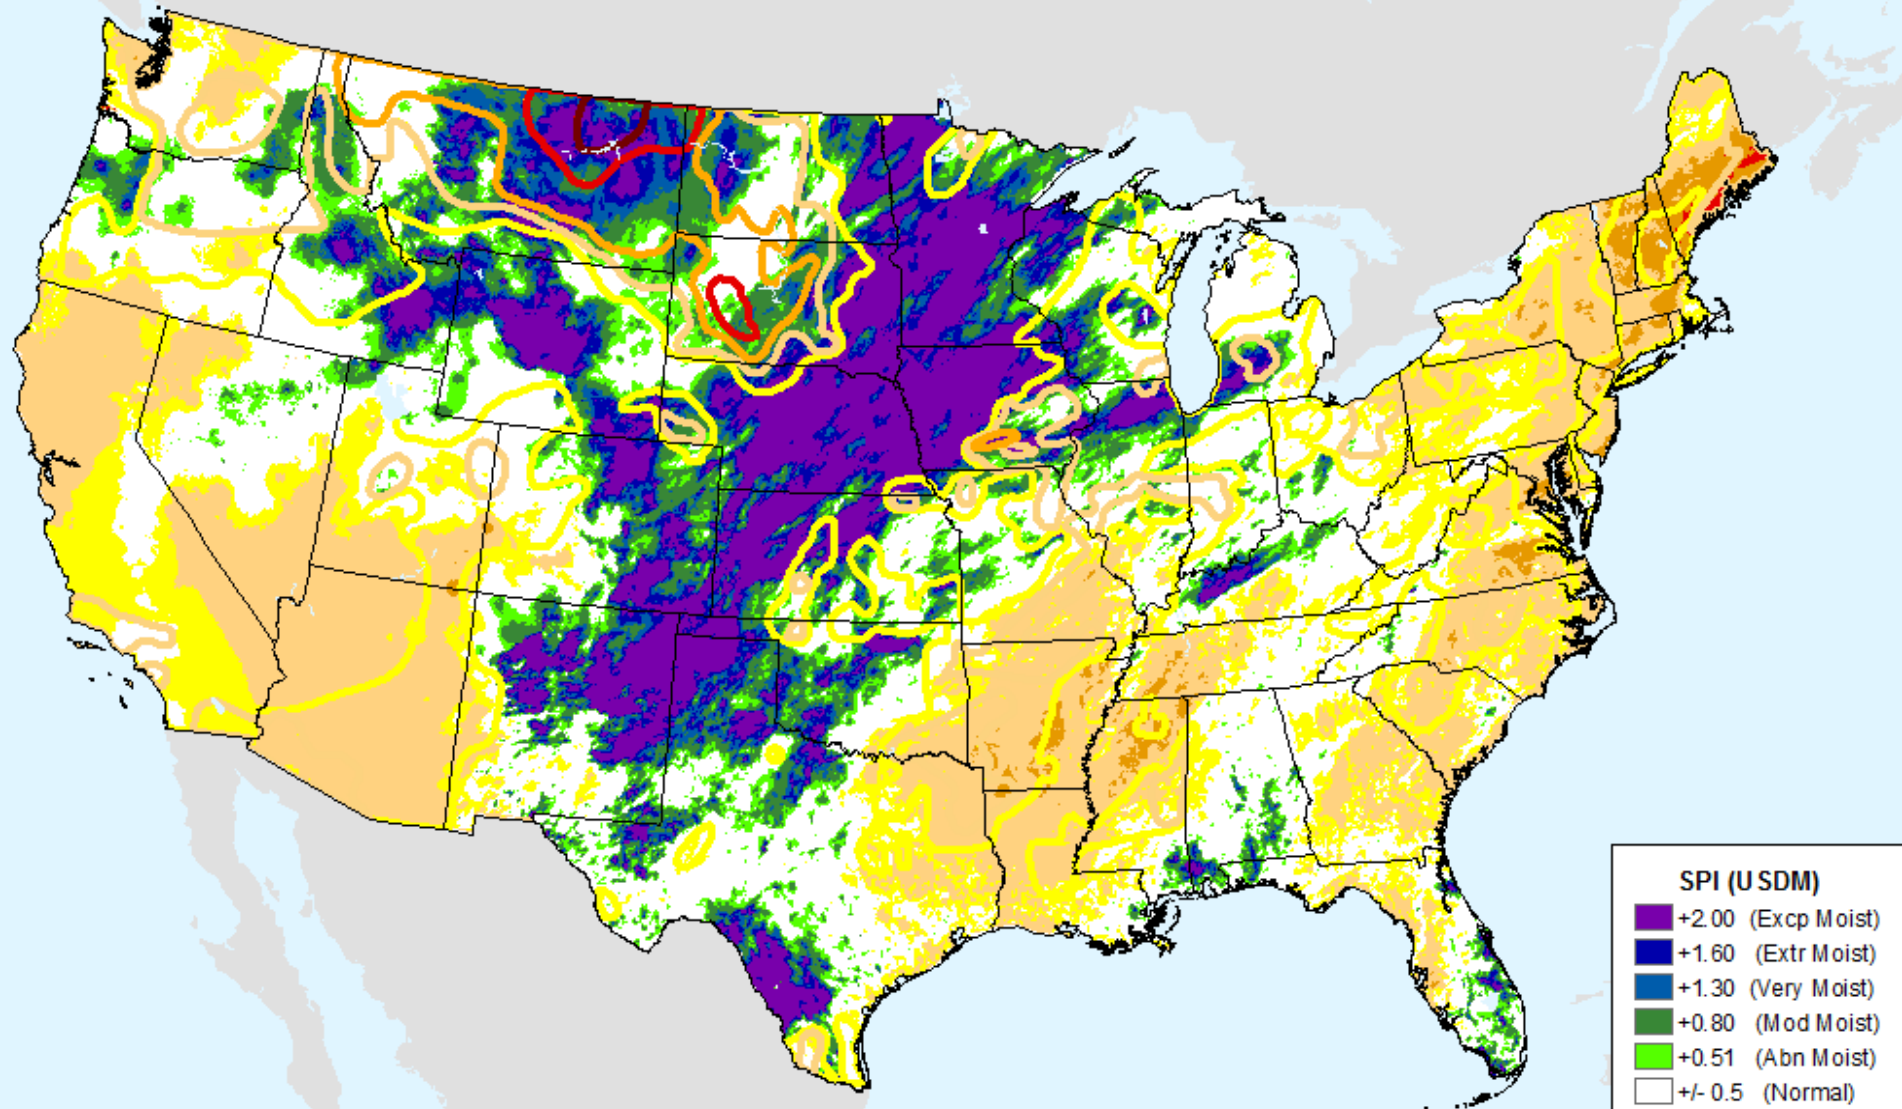 SPI (USDM)
+2.00 (Excp Moist)
+1.60 (Extr Moist)
+1.30 (Very Moist)
+0.80 (Mod Moist)
+0.51 (Abn Moist)
+/- 0.5 (Normal)